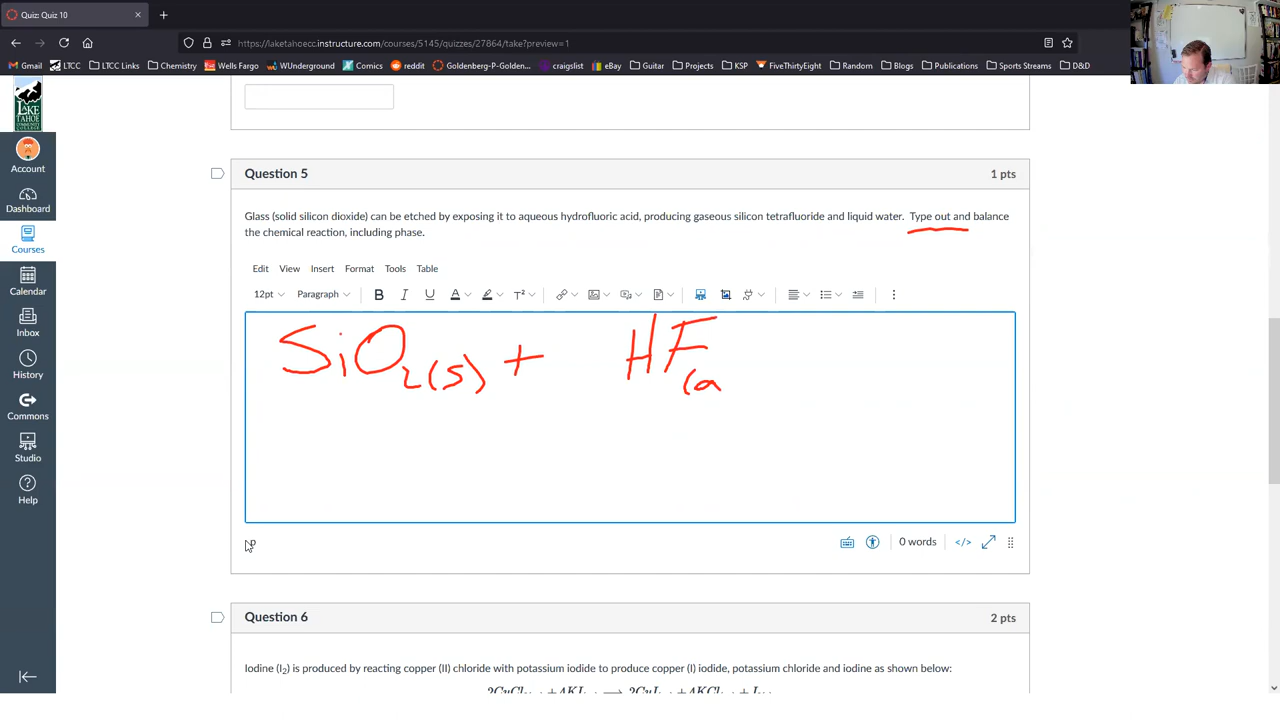 Quiz: Quiz 10
https://laketahoecc.instructure.com/courses/5145/quizzes/27864/take?preview=1
Gmail LTCC LTCC Links Chemistry Wells Fargo WUnderground Comics reddit Goldenberg-P-Golden... craigslist eBay Guitar Projects KSP FiveThirtyEight Random Blogs Publications Sports Streams D&D
LAKE TAHOE
Account
Dashboard
Courses
Calendar
Inbox
History
Commons
Studio
Help
Question 5 1 pts
Glass (solid silicon dioxide) can be etched by exposing it to aqueous hydrofluoric acid, producing gaseous silicon tetrafluoride and liquid water. Type out and balance
the chemical reaction, including phase.
Edit View Insert Format Tools Table
12pt Paragraph B I U A T²
SiO₂(s) + HF(a
0 words </>
Question 6 2 pts
Iodine (I₂) is produced by reacting copper (II) chloride with potassium iodide to produce copper (I) iodide, potassium chloride and iodine as shown below: